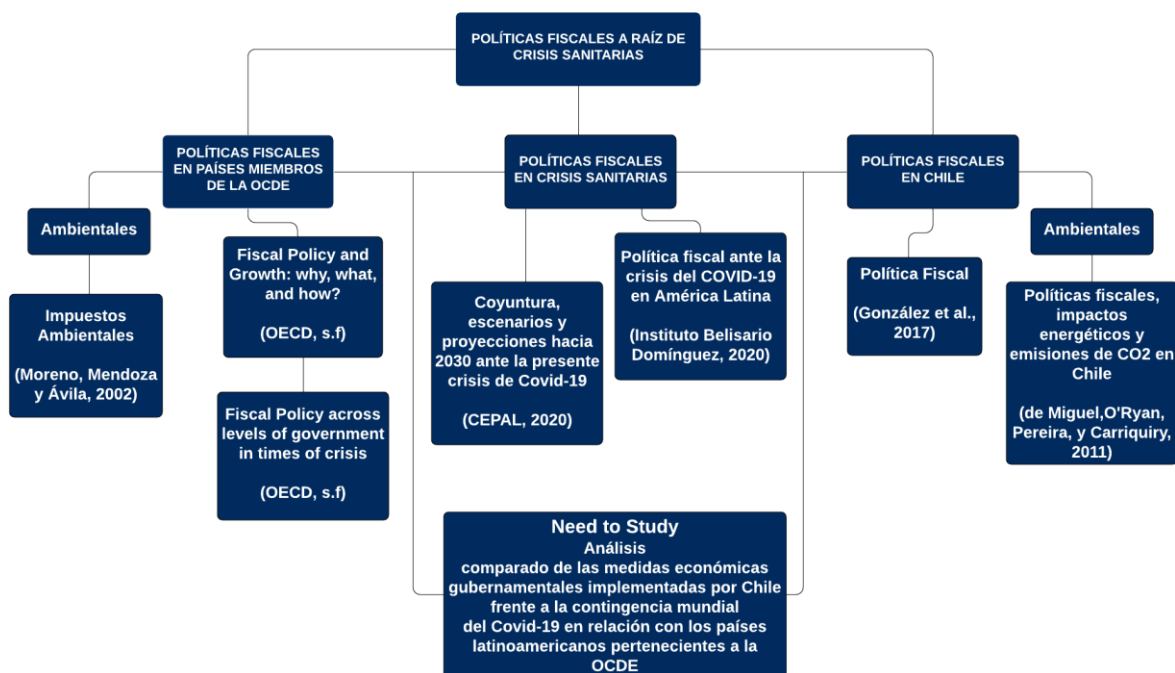 POLÍTICAS FISCALES A RAÍZ DE
CRISIS SANITARIAS
POLÍTICAS FISCALES
EN PAÍSES MIEMBROS
DE LA OCDE
POLÍTICAS FISCALES
EN CRISIS SANITARIAS
POLÍTICAS FISCALES
EN CHILE
Ambientales
Impuestos
Ambientales
(Moreno, Mendoza
y Ávila, 2002)
Fiscal Policy and
Growth: why, what,
and how?
(OECD, s.f)
Fiscal Policy across
levels of government
in times of crisis
(OECD, s.f)
Coyuntura,
escenarios y
proyecciones hacia
2030 ante la presente
crisis de Covid-19
(CEPAL, 2020)
Política fiscal ante la
crisis del COVID-19
en América Latina
(Instituto Belisario
Domínguez, 2020)
Política Fiscal
(González et al.,
2017)
Ambientales
Políticas fiscales,
impactos
energéticos y
emisiones de CO2 en
Chile
(de Miguel,O'Ryan,
Pereira, y Carriquiry,
2011)
Need to Study
Análisis
comparado de las medidas económicas
gubernamentales implementadas por Chile
frente a la contingencia mundial
del Covid-19 en relación con los países
latinoamericanos pertenecientes a la
OCDE